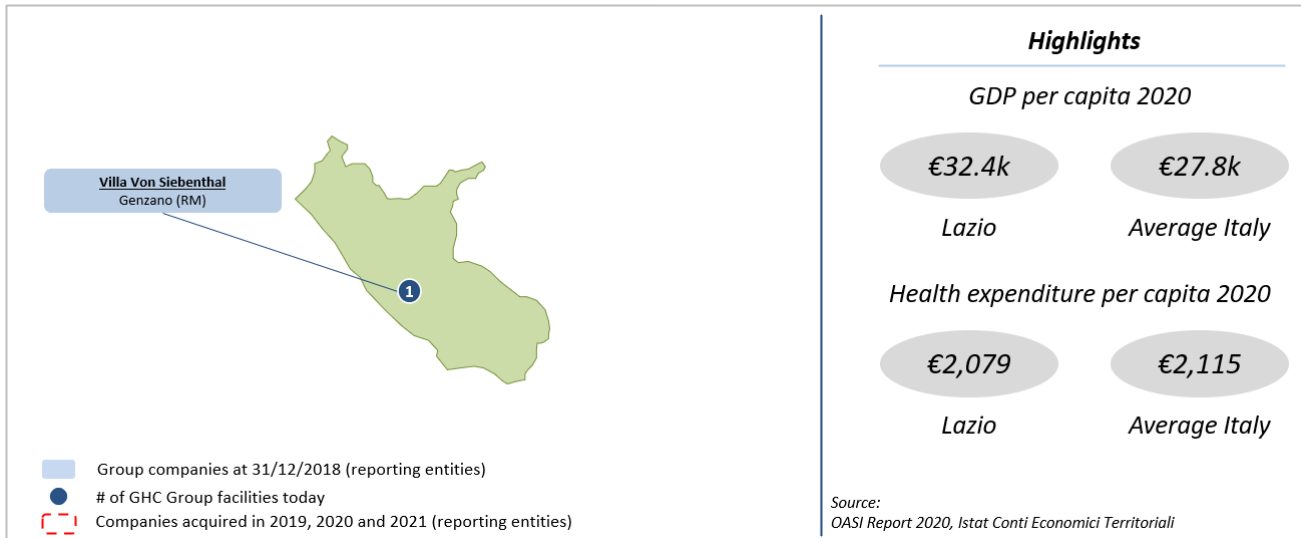 Villa Von Siebenthal
Genzano (RM)
1
Group companies at 31/12/2018 (reporting entities)
# of GHC Group facilities today
Companies acquired in 2019, 2020 and 2021 (reporting entities)
Highlights
GDP per capita 2020
€32.4k €27.8k
Lazio Average Italy
Health expenditure per capita 2020
€2,079 €2,115
Lazio Average Italy
Source:
OASI Report 2020, Istat Conti Economici Territoriali